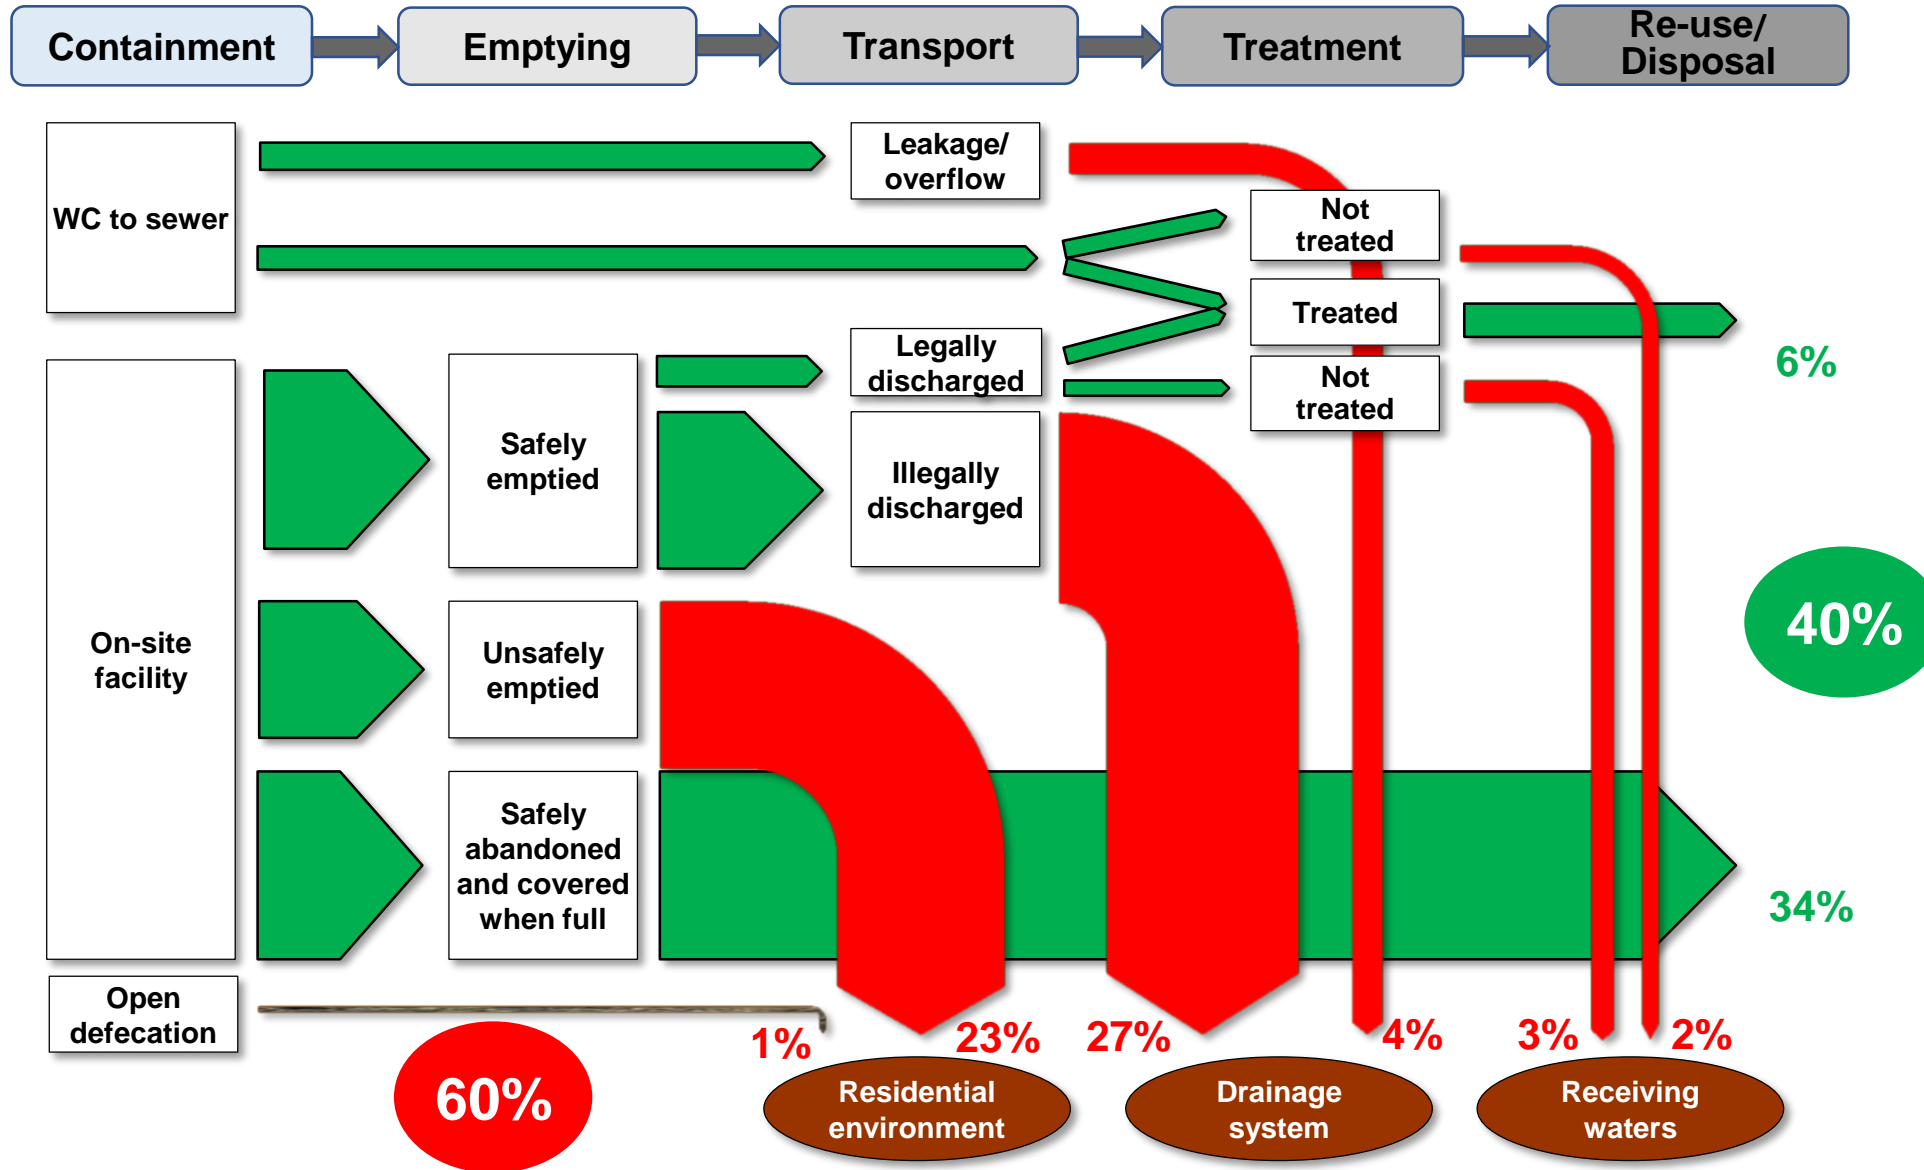 Containment
Emptying
Transport
Treatment
Re-use/
Disposal
WC to sewer
Leakage/
overflow
Not
treated
Treated
6%
Legally
discharged
Not
treated
On-site
facility
Safely
emptied
Illegally
discharged
40%
Unsafely
emptied
Safely
abandoned
and covered
when full
34%
Open
defecation
60%
1%
23%
27%
4%
3%
2%
Residential
environment
Drainage
system
Receiving
waters